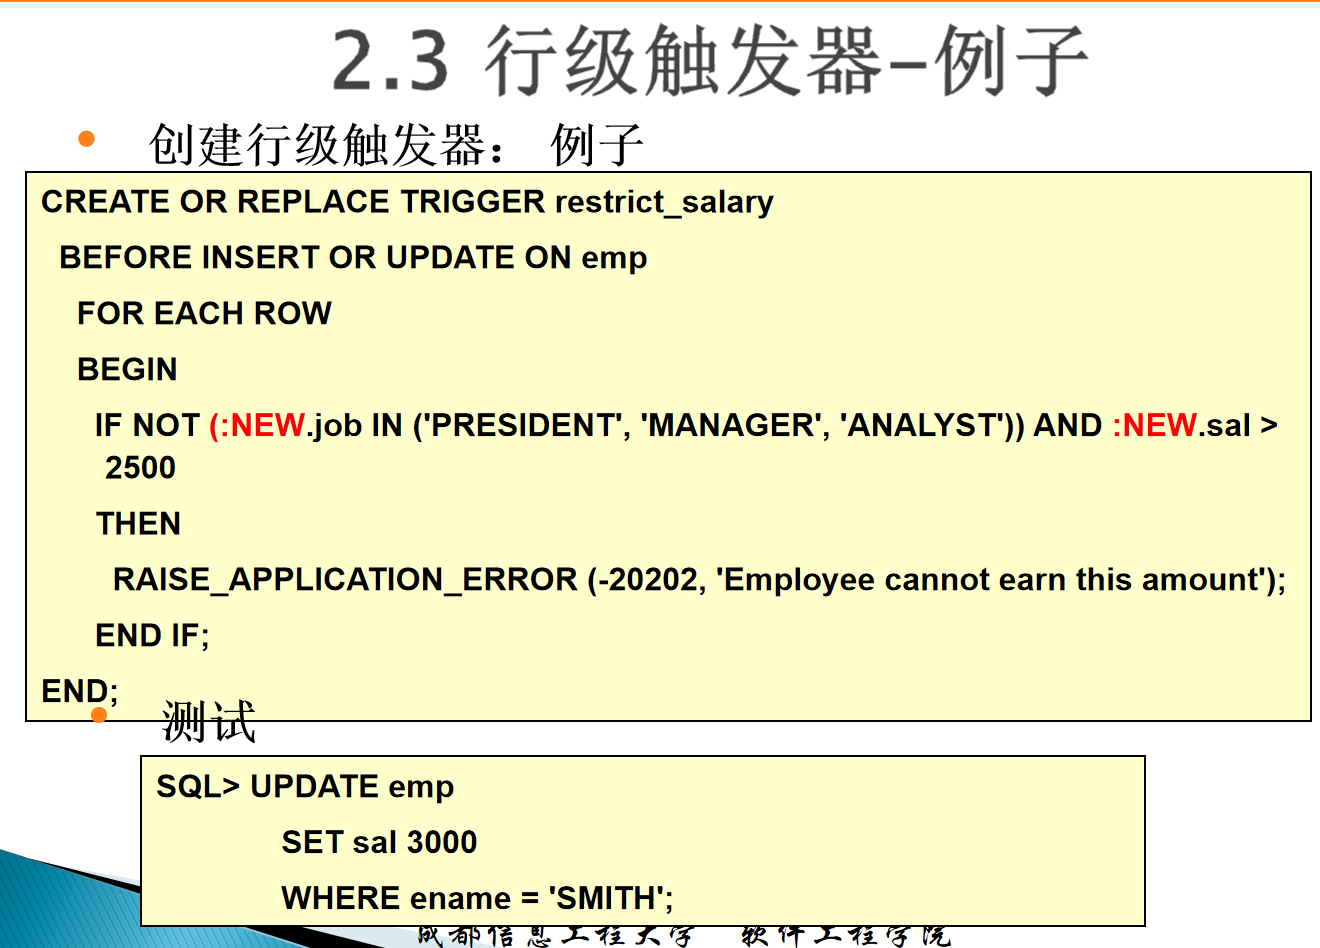 2.3 行级触发器-例子
创建行级触发器： 例子
CREATE OR REPLACE TRIGGER restrict_salary
BEFORE INSERT OR UPDATE ON emp
FOR EACH ROW
BEGIN
IF NOT (:NEW.job IN ('PRESIDENT', 'MANAGER', 'ANALYST')) AND :NEW.sal >
2500
THEN
RAISE_APPLICATION_ERROR (-20202, 'Employee cannot earn this amount');
END IF;
END;
测试
SQL> UPDATE emp
SET sal 3000
WHERE ename = 'SMITH';
成都信息工程大学 软件工程学院